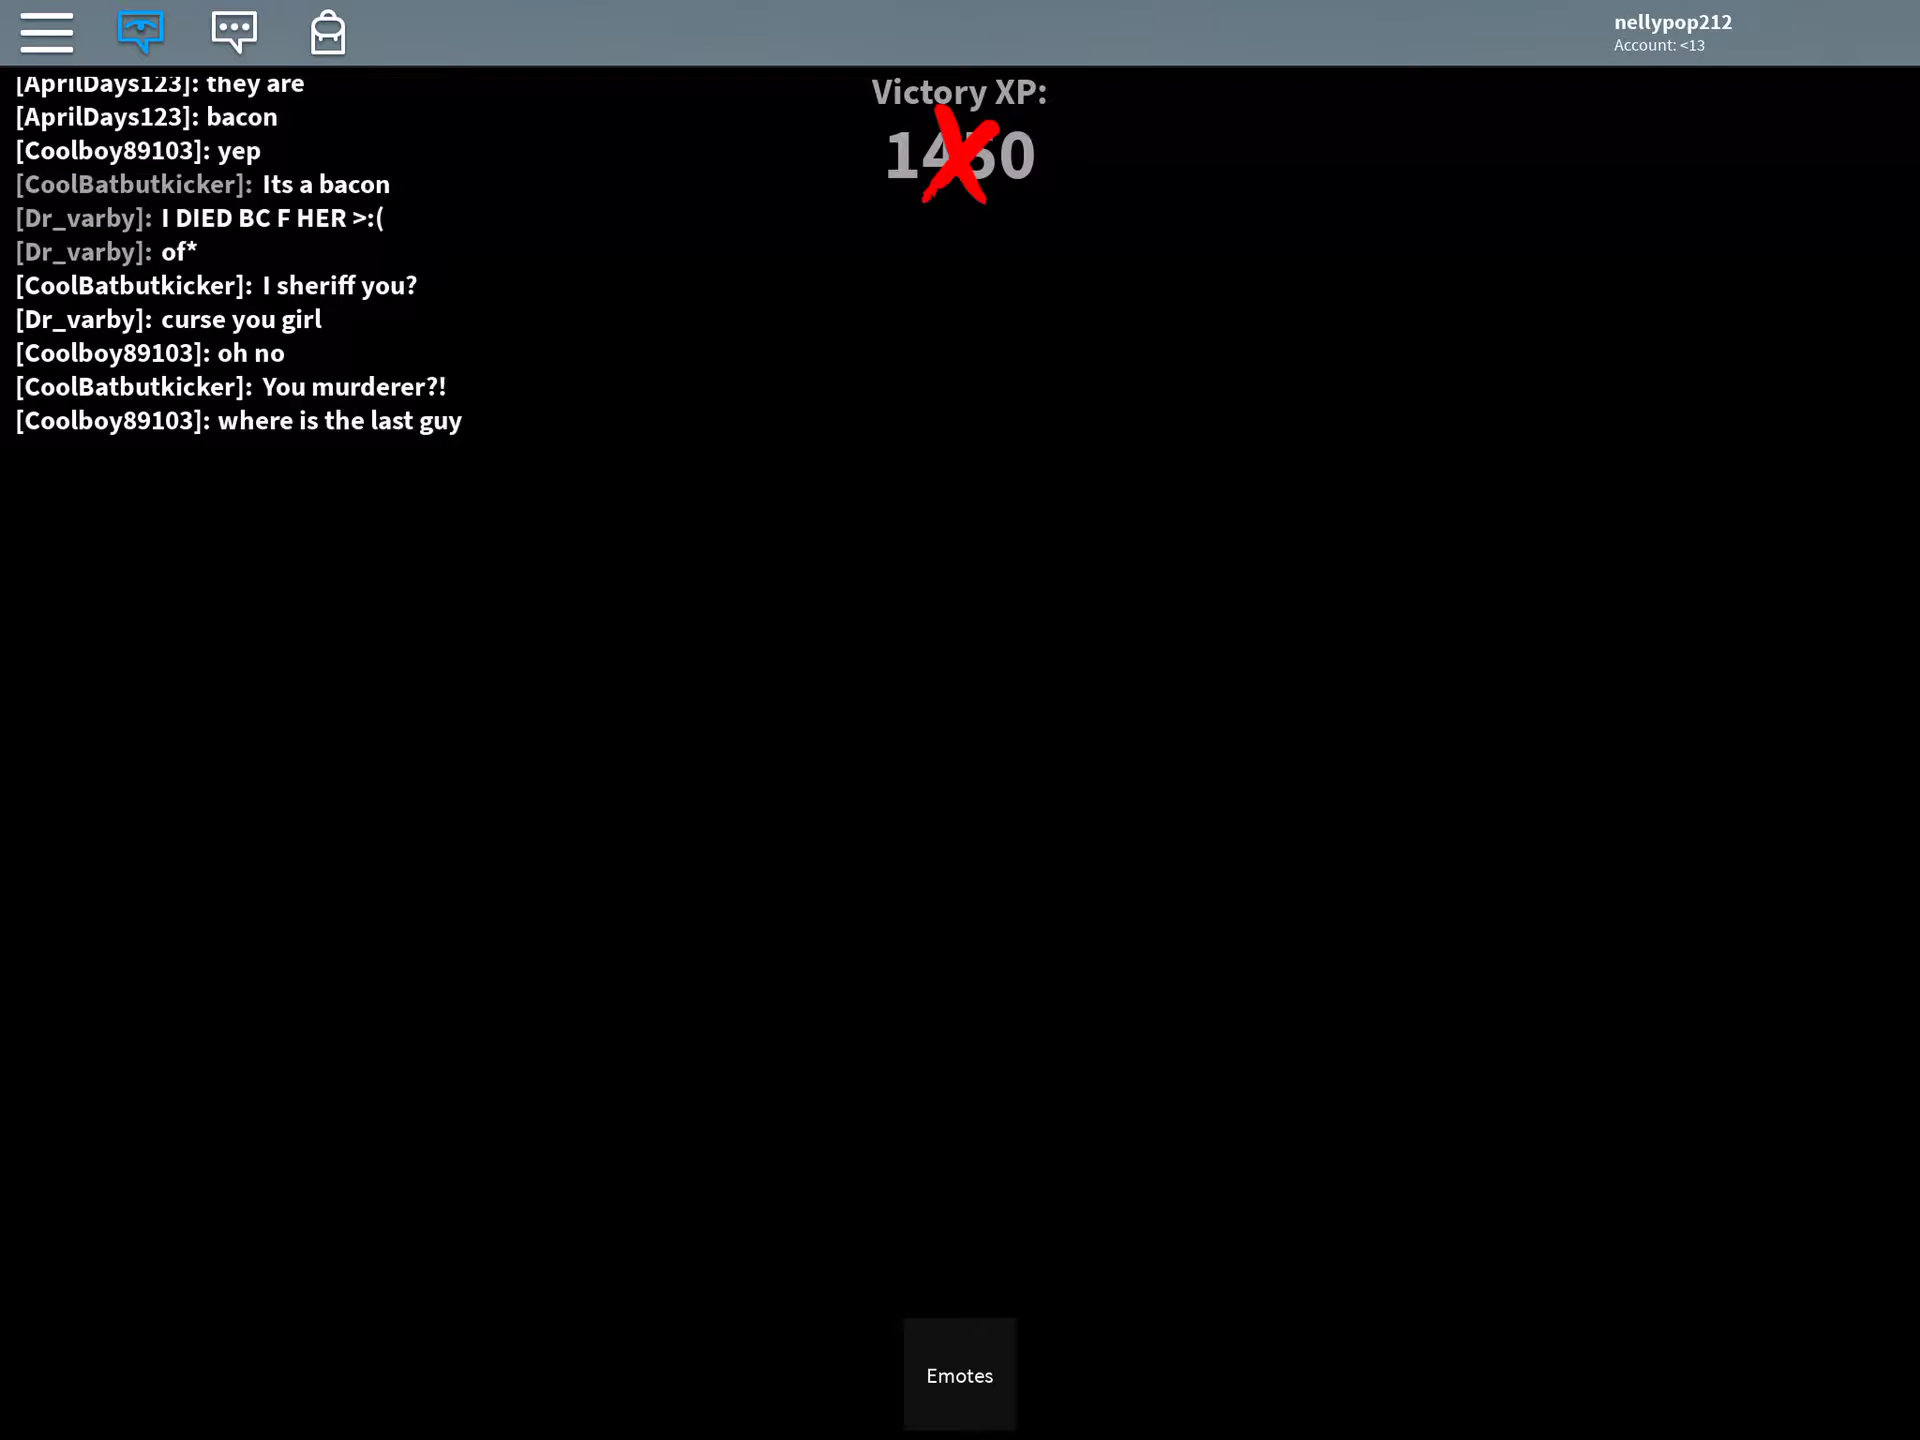 nellypop212
Account: <13
[AprilDays123]: they are
[AprilDays123]: bacon
[Coolboy89103]: yep
[CoolBatbutkicker]: Its a bacon
[Dr_varby]: I DIED BC F HER >:(
[Dr_varby]: of*
[CoolBatbutkicker]: I sheriff you?
[Dr_varby]: curse you girl
[Coolboy89103]: oh no
[CoolBatbutkicker]: You murderer?!
[Coolboy89103]: where is the last guy
Victory XP:
1450
Emotes